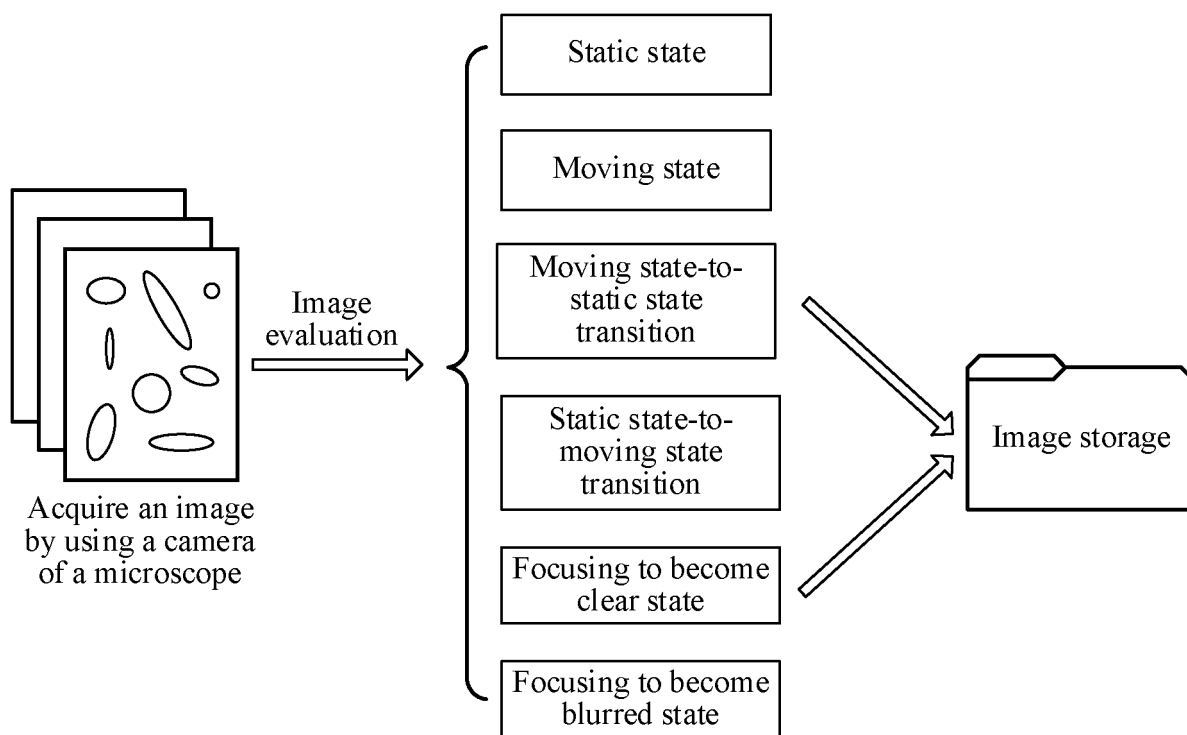 Static state
Moving state
Moving state-to-
static state
transition
Static state-to-
moving state
transition
Focusing to become
clear state
Focusing to become
blurred state
Image
evaluation
Acquire an image
by using a camera
of a microscope
Image storage